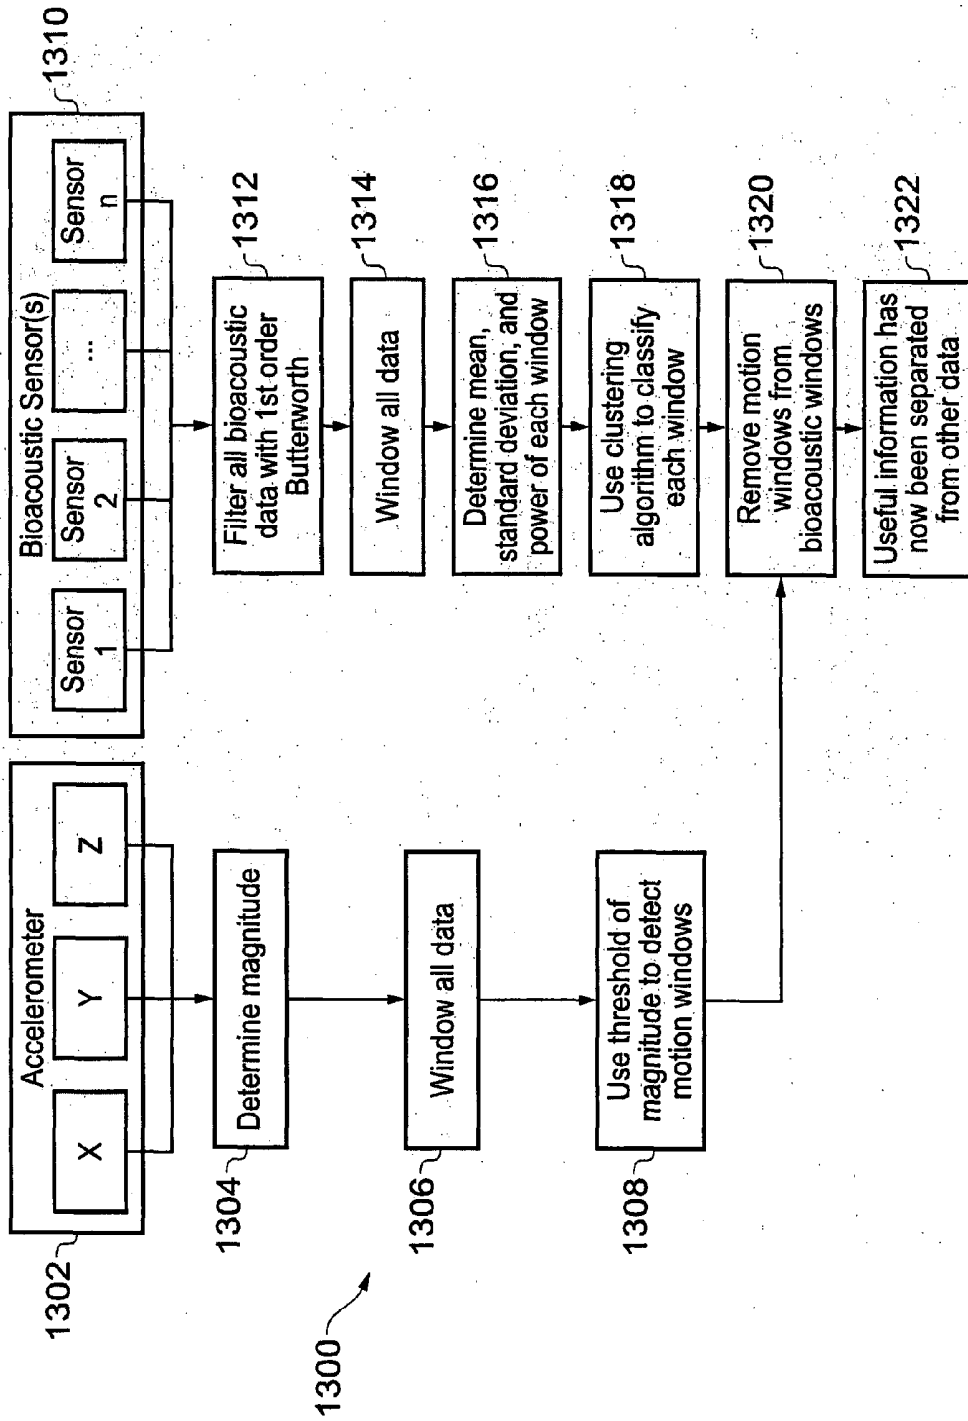 Accelerometer
X
Y
Z
1302
Determine magnitude
1304
Window all data
1306
Use threshold of
magnitude to detect
motion windows
1308
1300
Bioacoustic Sensor(s)
Sensor
1
Sensor
2
...
Sensor
n
1310
Filter all bioacoustic
data with 1st order
Butterworth
1312
Window all data
1314
Determine mean,
standard deviation, and
power of each window
1316
Use clustering
algorithm to classify
each window
1318
Remove motion
windows from
bioacoustic windows
1320
Useful information has
now been separated
from other data
1322